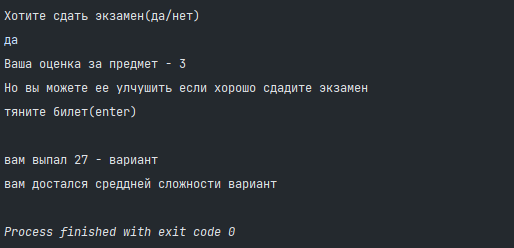 Хотите сдать экзамен(да/нет)
да
Ваша оценка за предмет - 3
Но вы можете ее улчушить если хорошо сдадите экзамен
тяните билет(enter)
вам выпал 27 - вариант
вам достался среддней сложности вариант
Process finished with exit code 0